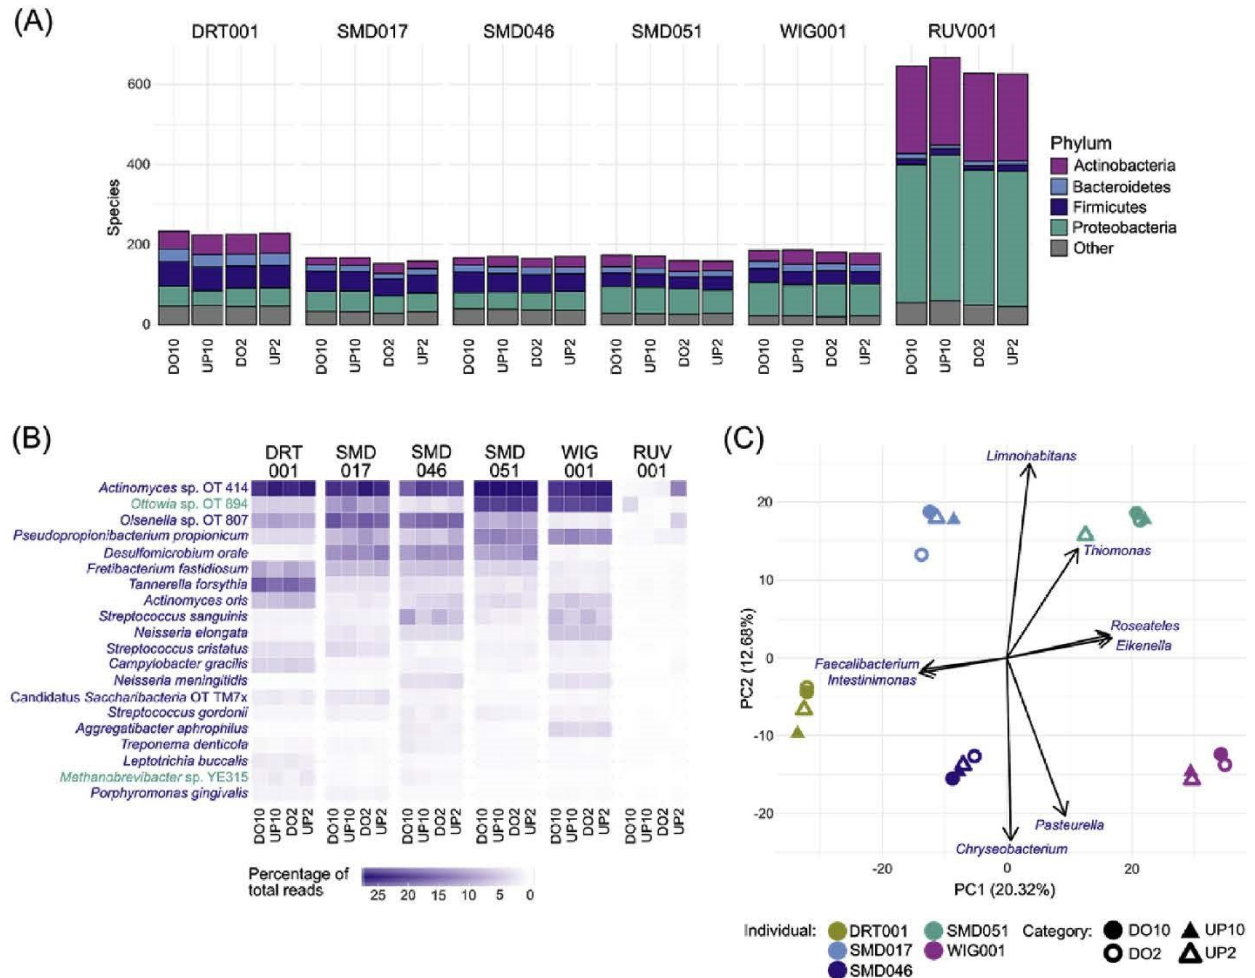 (A)
DRT001 SMD017 SMD046 SMD051 WIG001 RUV001
600
400
200
0
Species
DO10 UP10 DO2 UP2 DO10 UP10 DO2 UP2 DO10 UP10 DO2 UP2 DO10 UP10 DO2 UP2 DO10 UP10 DO2 UP2 DO10 UP10 DO2 UP2
Phylum
Actinobacteria
Bacteroidetes
Firmicutes
Proteobacteria
Other
(B)
DRT SMD SMD SMD WIG RUV
001 017 046 051 001 001
Actinomyces sp. OT 414
Ottowia sp. OT 894
Olsenella sp. OT 807
Pseudopropionibacterium propionicum
Desulfomicrobium orale
Fretibacterium fastidiosum
Tannerella forsythia
Actinomyces oris
Streptococcus sanguinis
Neisseria elongata
Streptococcus cristatus
Campylobacter gracilis
Neisseria meningitidis
Candidatus Saccharibacteria OT TM7x
Streptococcus gordonii
Aggregatibacter aphrophilus
Treponema denticola
Leptotrichia buccalis
Methanobrevibacter sp. YE315
Porphyromonas gingivalis
DO10 UP10 DO2 UP2 DO10 UP10 DO2 UP2 DO10 UP10 DO2 UP2 DO10 UP10 DO2 UP2 DO10 UP10 DO2 UP2 DO10 UP10 DO2 UP2
Percentage of
total reads
25 20 15 10 5 0
(C)
Limnohabitans
Thiomonas
Roseateles
Eikenella
Faecalibacterium
Intestinimonas
Pasteurella
Chryseobacterium
20
10
0
-10
-20
PC2 (12.68%)
-20 0 20
PC1 (20.32%)
Individual: DRT001 SMD051 Category: DO10 UP10
SMD017 WIG001 DO2 UP2
SMD046